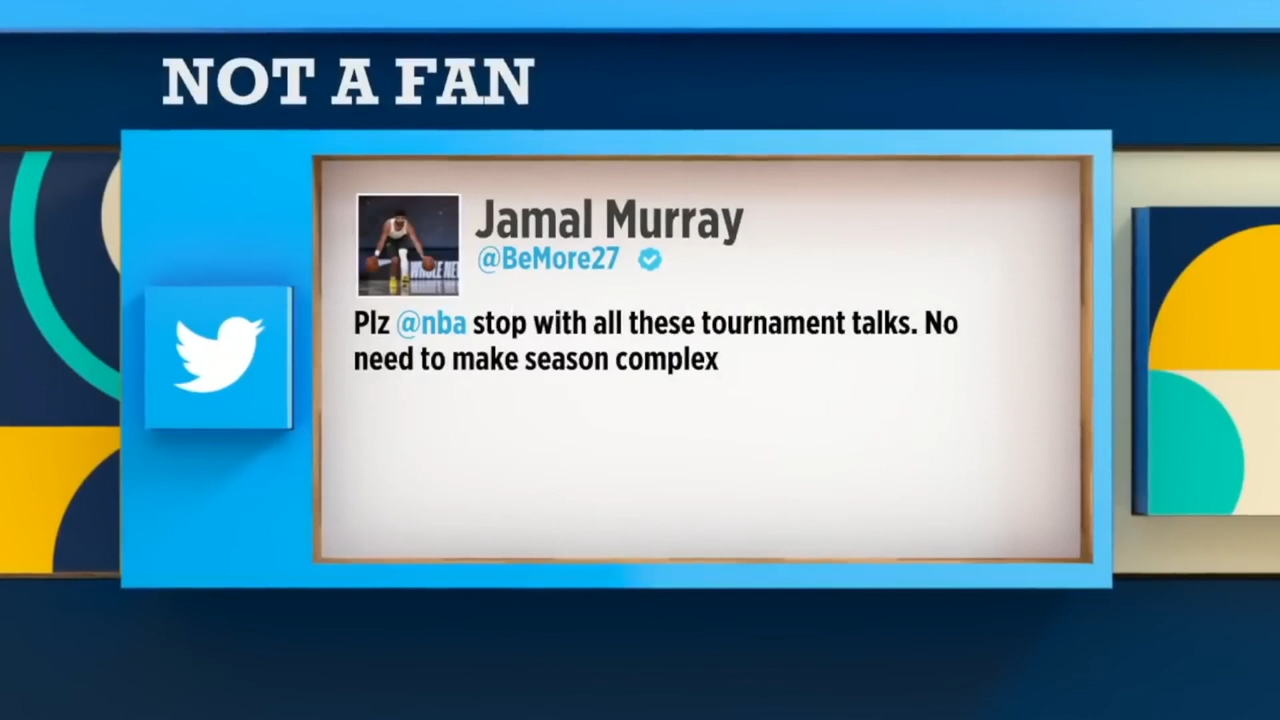 NOT A FAN
Jamal Murray
@BeMore27
Plz @nba stop with all these tournament talks. No
need to make season complex